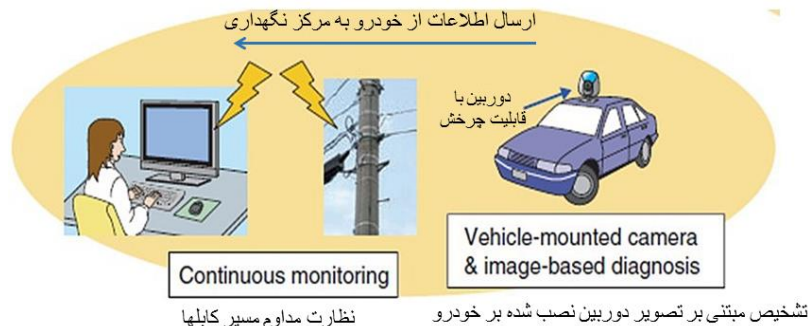 ارسال اطلاعات از خودرو به مرکز نگهداری
دوربین با
قابلیت چرخش
Vehicle-mounted camera
& image-based diagnosis
Continuous monitoring
تشخیص مبتنی بر تصویر دوربین نصب شده بر خودرو
نظارت مداوم مسیر کابلها